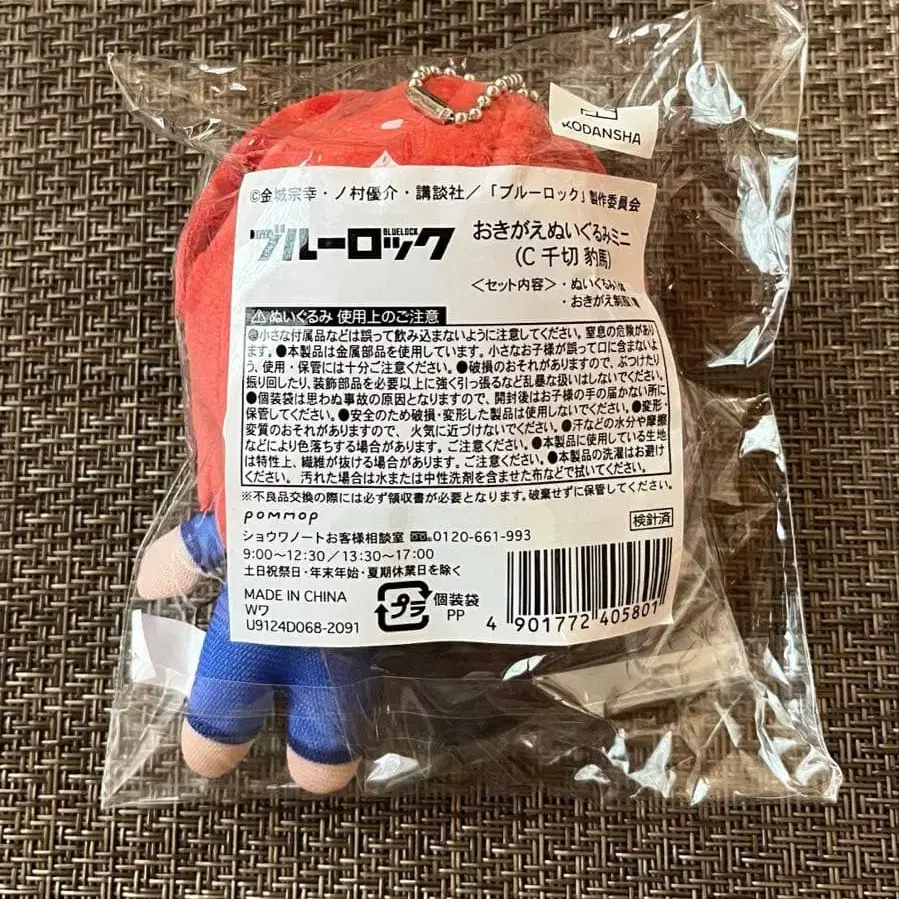 KODANSHA
©金城宗幸・ノ村優介・講談社/「ブルーロック」製作委員会
ブルーロック
BLUELOCK
おきがえぬいぐるみミニ
(C 千切 豹馬)
<セット内容>・ぬいぐるみ
・おきがえ制服
⚠ぬいぐるみ 使用上のご注意
●小さな付属品などは誤って飲み込まないようにご注意ください。窒息の危険があり
ます。●本製品は金属部品を使用しています。小さなお子様が誤って口に含まないよ
う、使用・保管には十分ご注意ください。●破損のおそれがありますので、ぶつけたり
振り回したり、装飾部品を必要以上に強く引っ張るなど乱暴な扱いはしないでください。
●個装袋は思わぬ事故の原因となりますので、開封後はお子様の手の届かない所に
保管してください。●安全のため破損・変形した製品は使用しないでください。●変形・
変質のおそれがありますので、火気に近づけないでください。●汗などの水分や摩擦
などにより色落ちする場合があります。ご注意ください。●本製品に使用している生地
は特性上、繊維が抜ける場合があります。ご注意ください。●本製品の洗濯はお避け
ください。汚れた場合は水または中性洗剤を含ませた布などで拭いてください。
※不良品交換の際には必ず領収書が必要となります。破棄せずに保管してください。
pommop
検針済
ショウワノートお客様相談室 0120-661-993
9:00〜12:30/13:30〜17:00
土日祝祭日・年末年始・夏期休業日を除く
MADE IN CHINA
Wワ
U9124D068-2091
プラ
個装袋
PP
4 901772 405801